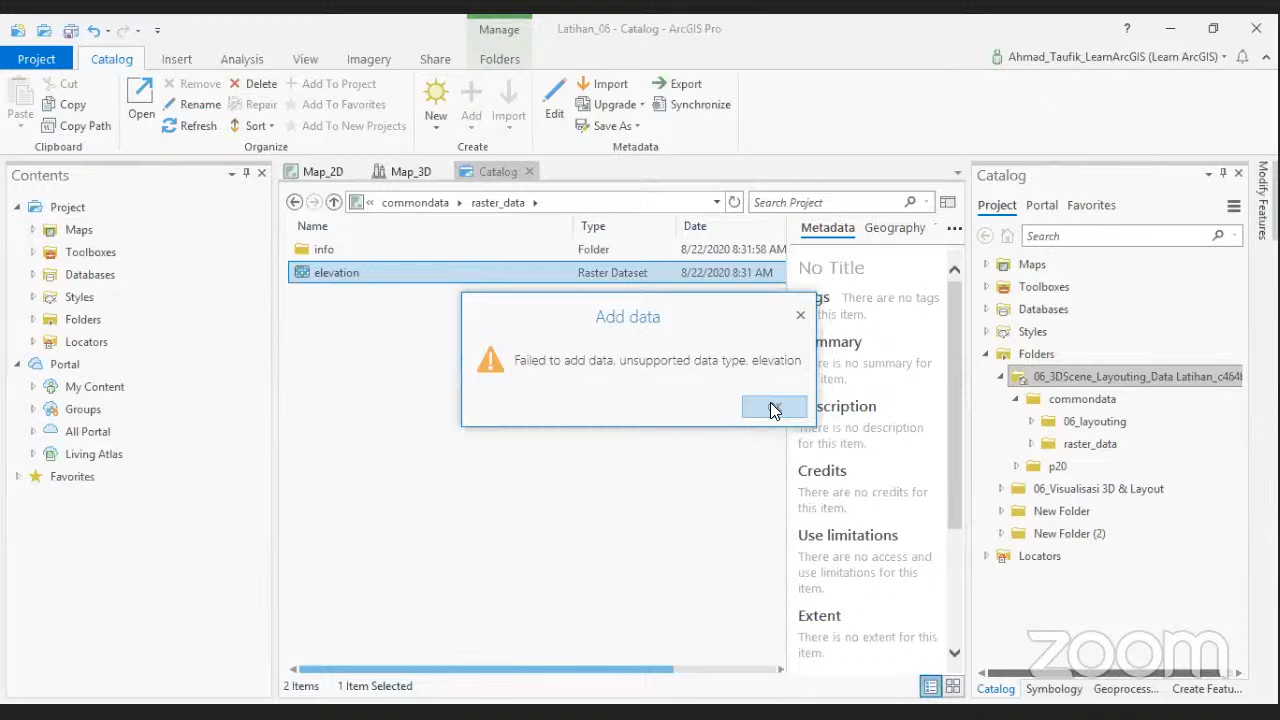 Manage
Latihan_06 - Catalog - ArcGIS Pro
?
Project
Catalog
Insert
Analysis
View
Imagery
Share
Folders
Ahmad_Taufik_LearnArcGIS (Learn ArcGIS)
Paste
Cut
Copy
Copy Path
Clipboard
Open
Remove
Rename
Refresh
Delete
Repair
Sort
Add To Project
Add To Favorites
Add To New Projects
Organize
New
Add
Import
Create
Edit
Import
Upgrade
Save As
Export
Synchronize
Metadata
Contents
Project
Maps
Toolboxes
Databases
Styles
Folders
Locators
Portal
My Content
Groups
All Portal
Living Atlas
Favorites
Map_2D
Map_3D
Catalog
commondata
raster_data
Search Project
Name
Type
Date
info
Folder
8/22/2020 8:31:58 AM
elevation
Raster Dataset
8/22/2020 8:31 AM
Add data
Failed to add data, unsupported data type. elevation
2 Items
1 Item Selected
Metadata
Geography
No Title
gs There are no tags
this item.
mmary
re is no summary for
item.
scription
re is no description
for this item.
Credits
There are no credits for
this item.
Use limitations
There are no access and
use limitations for this
item.
Extent
There is no extent for this
item.
Catalog
Project
Portal
Favorites
Search
Maps
Toolboxes
Databases
Styles
Folders
06_3DScene_Layouting_Data Latihan_c464
commondata
06_layouting
raster_data
p20
06_Visualisasi 3D & Layout
New Folder
New Folder (2)
Locators
zoom
Catalog
Symbology
Geoprocess...
Create Featu...
Modify Features